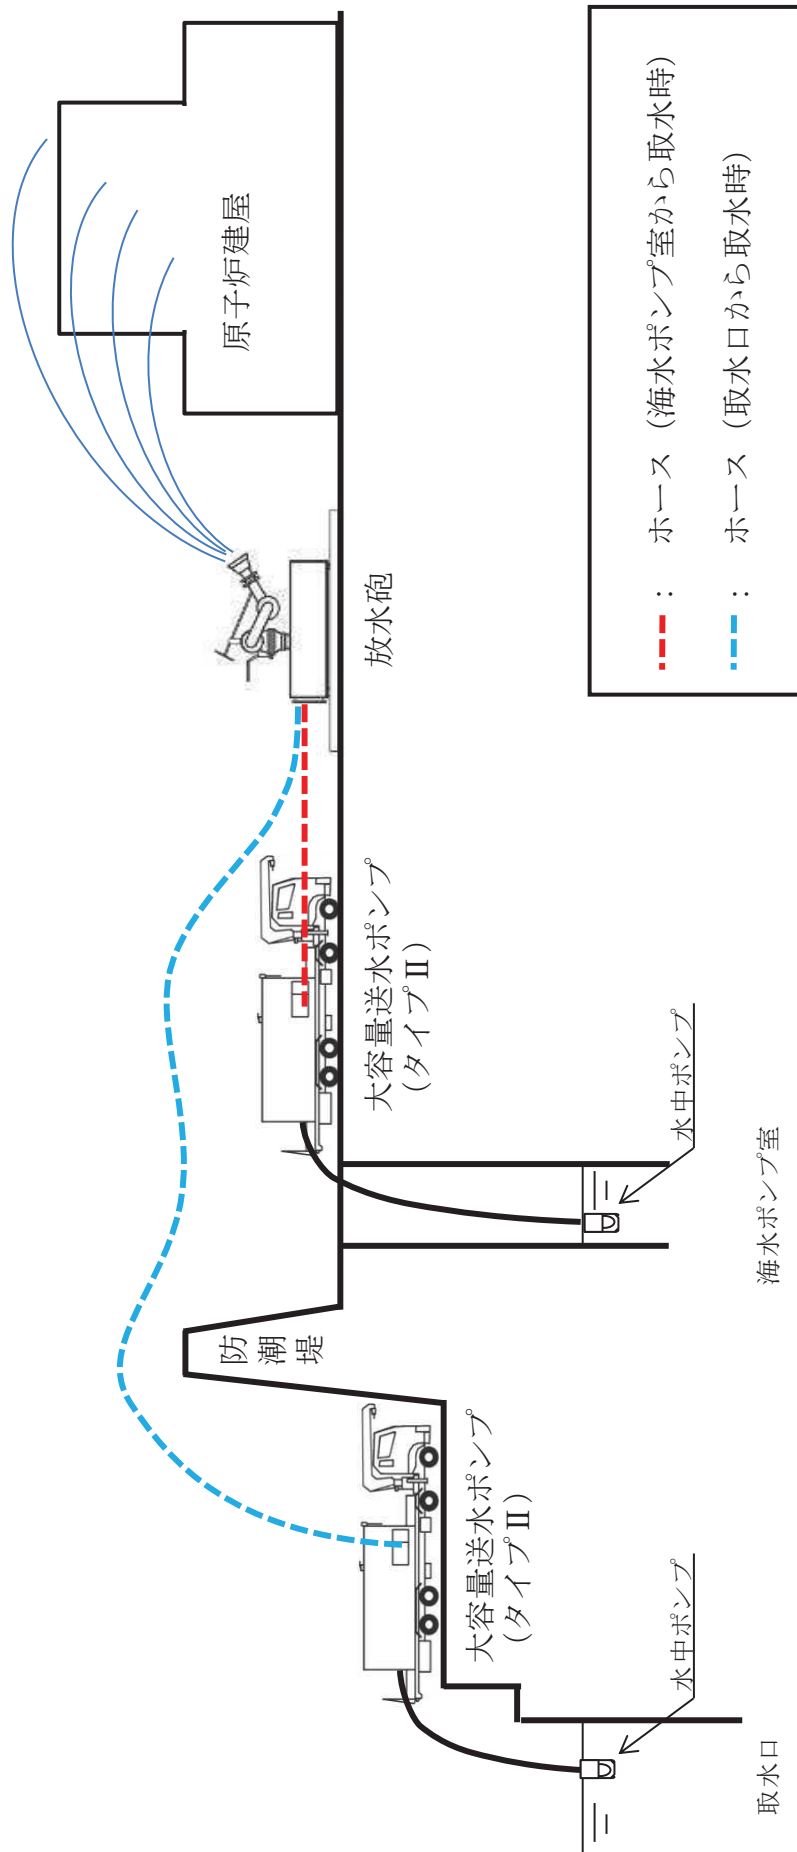 原子炉建屋
放水砲
大容量送水ポンプ
(タイプⅡ)
防
潮
堤
大容量送水ポンプ
(タイプⅡ)
水中ポンプ
海水ポンプ室
水中ポンプ
取水口
: ホース (海水ポンプ室から取水時)
: ホース (取水口から取水時)